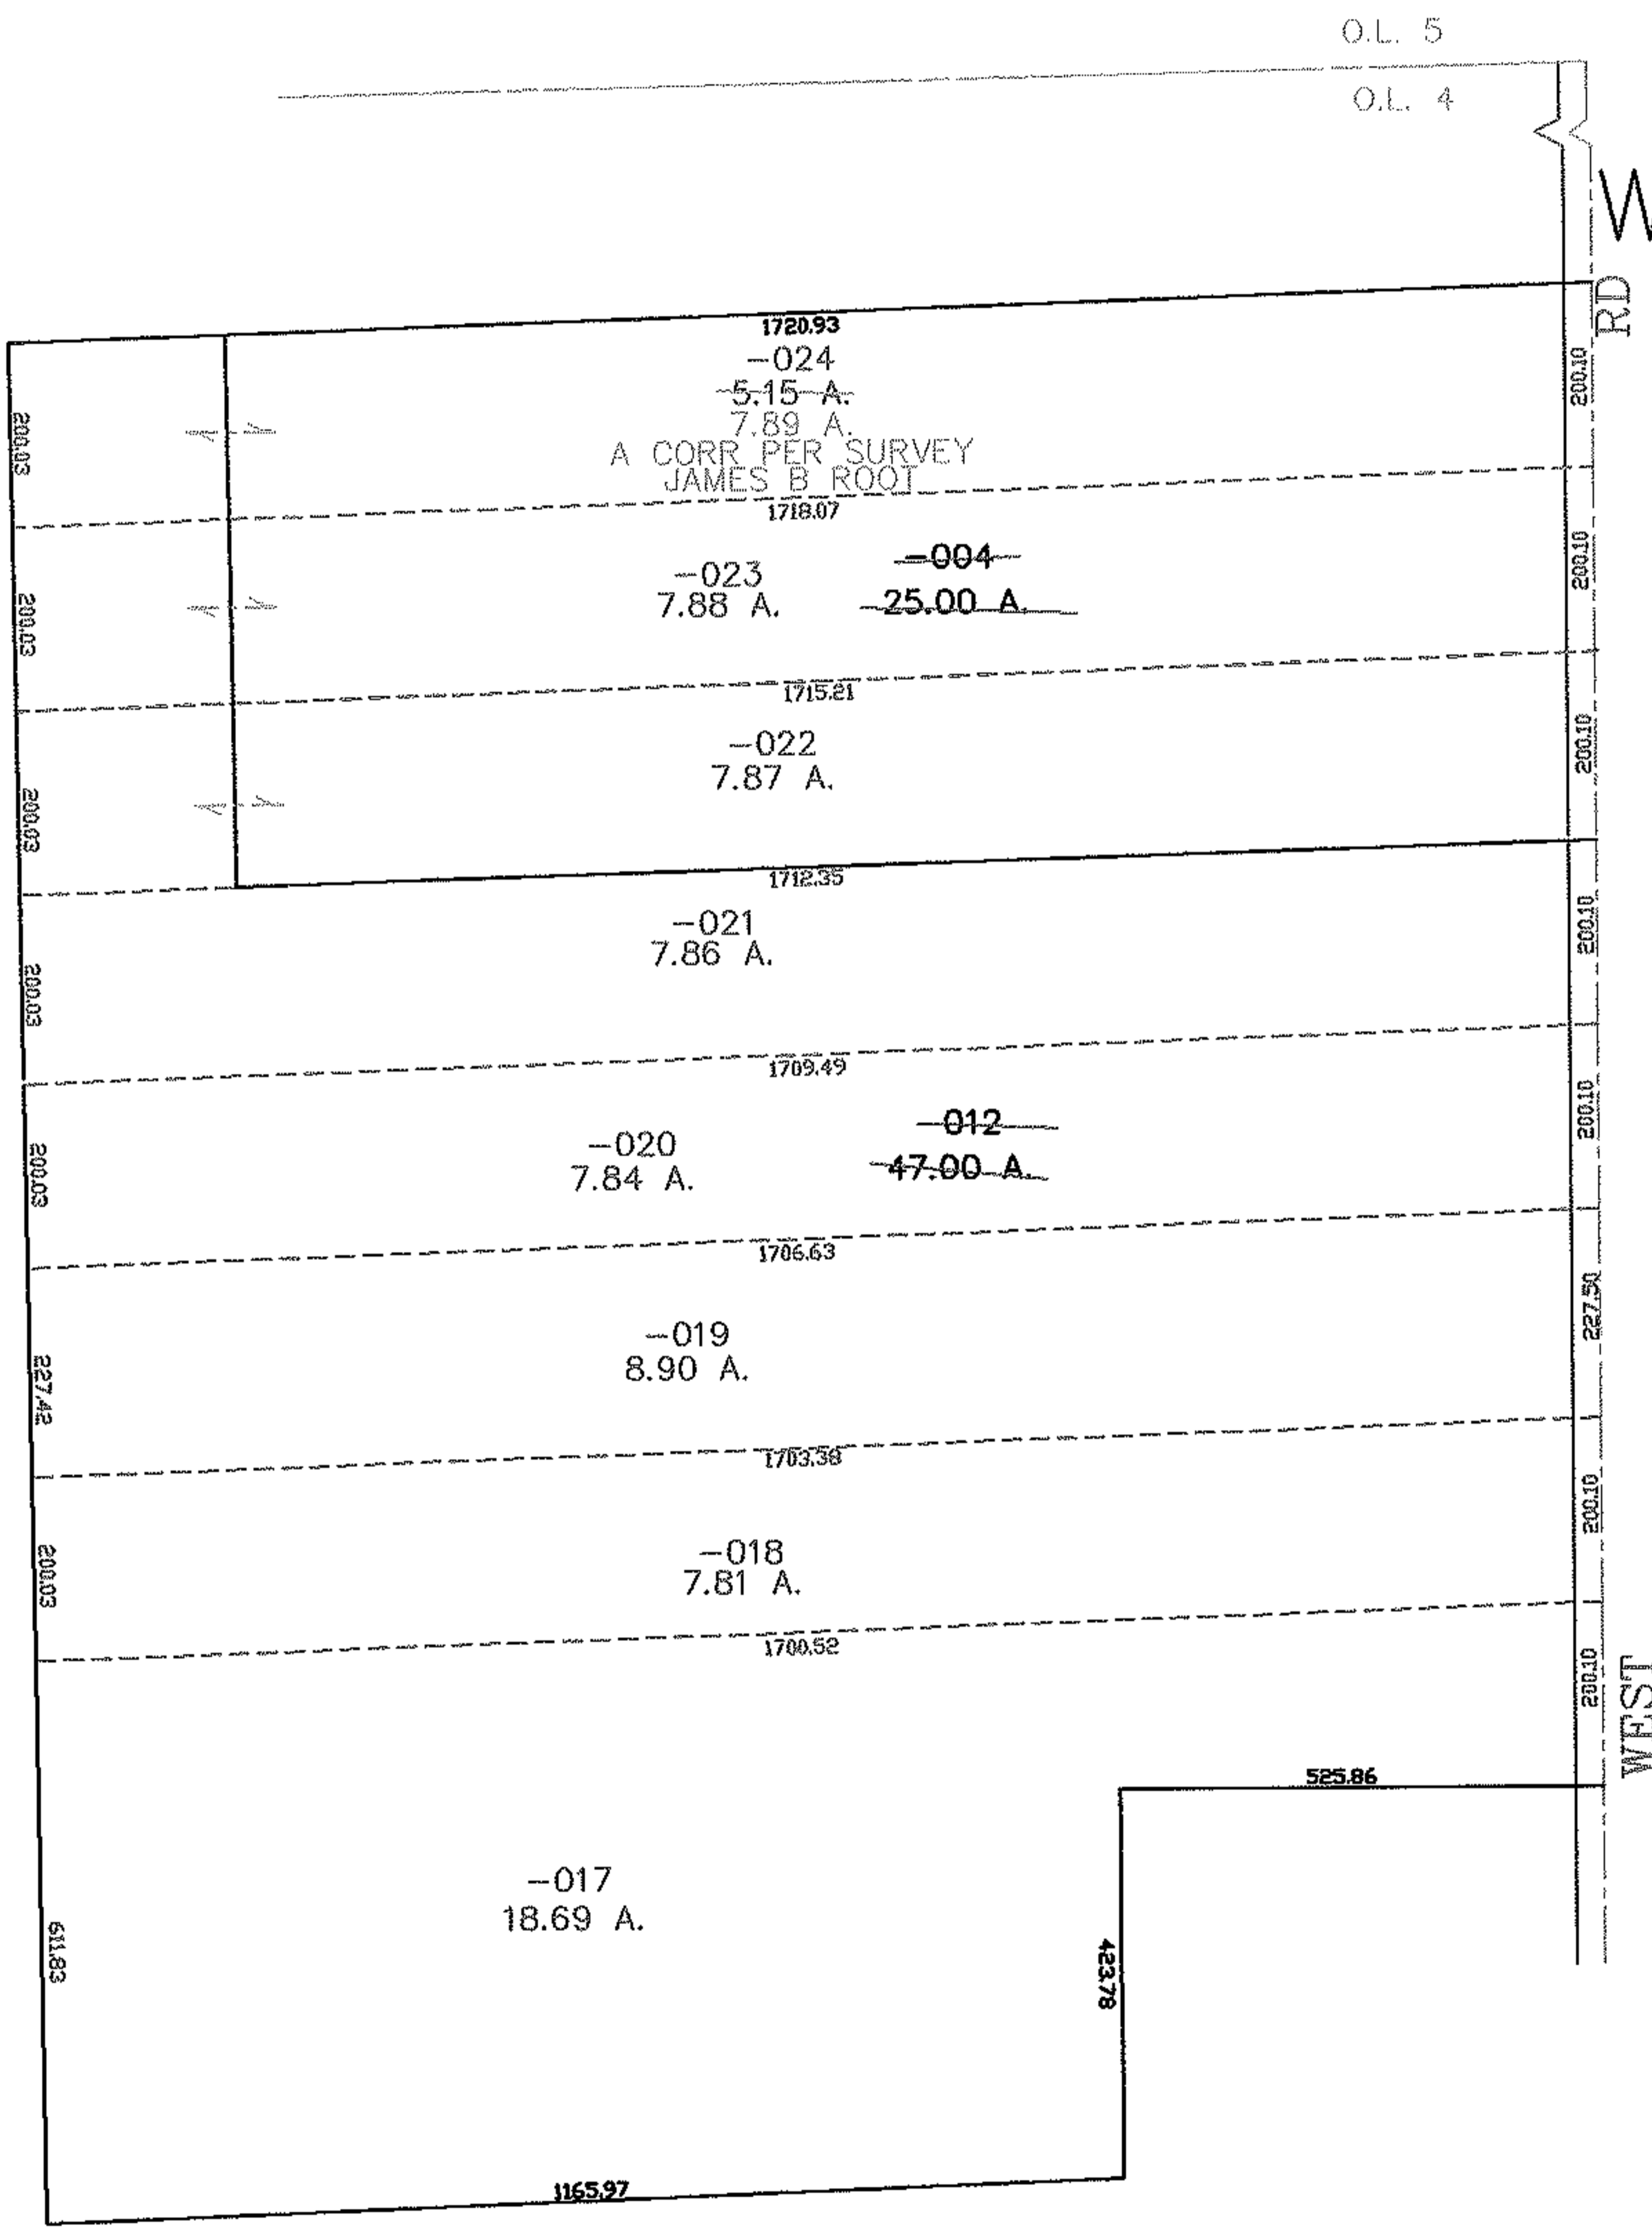 O.L. 5
O.L. 4
W
RD
1720.93
-024
5.15 A.
7.89 A.
A CORR PER SURVEY
JAMES B ROOT
200.03
200.10
1718.07
-023
7.88 A.
-004
25.00 A.
200.03
200.10
1715.21
-022
7.87 A.
200.03
200.10
1712.35
-021
7.86 A.
200.03
200.10
1709.49
-020
7.84 A.
-012
47.00 A.
200.03
200.10
1706.63
-019
8.90 A.
227.42
227.50
1703.38
-018
7.81 A.
200.03
200.10
1700.52
200.10
WEST
525.86
-017
18.69 A.
611.83
423.78
1165.97